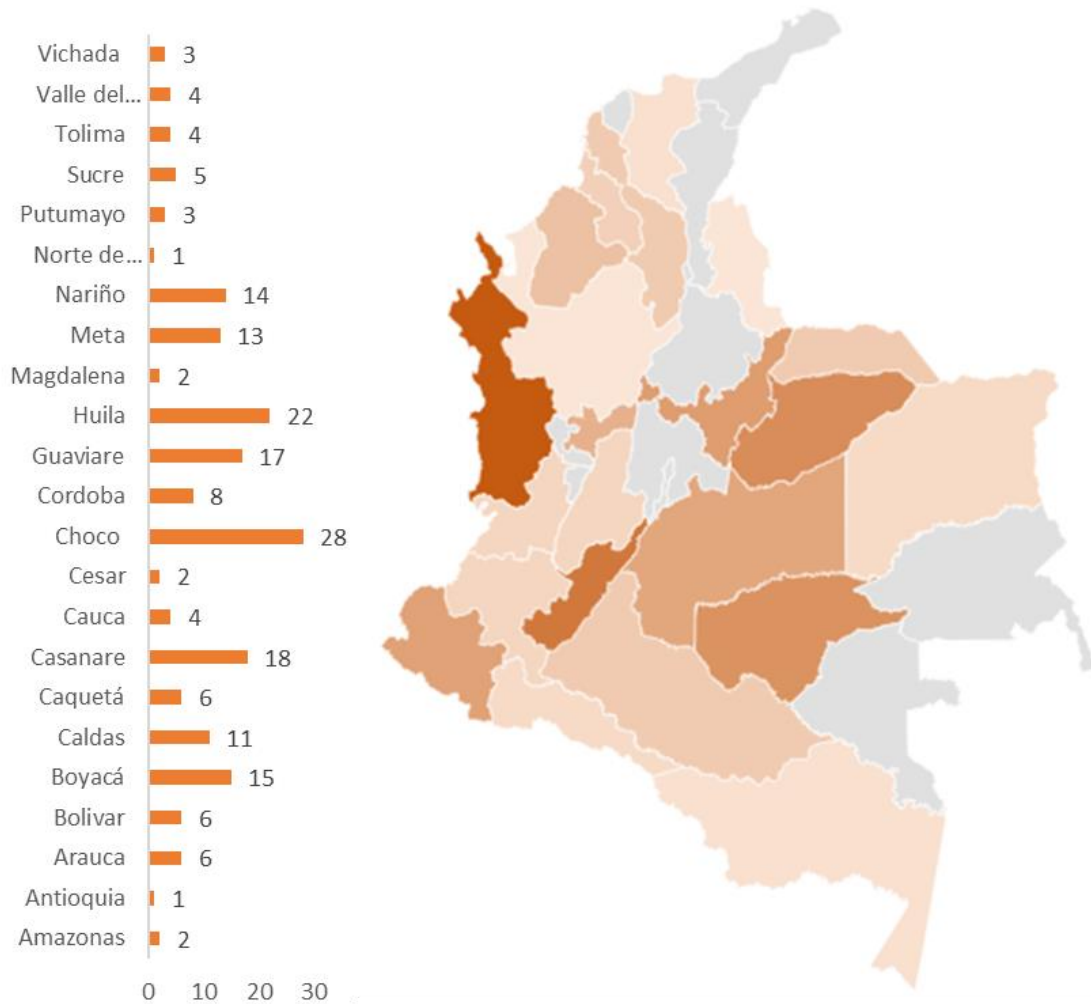 Vichada 3
Valle del... 4
Tolima 4
Sucre 5
Putumayo 3
Norte de... 1
Nariño 14
Meta 13
Magdalena 2
Huila 22
Guaviare 17
Cordoba 8
Choco 28
Cesar 2
Cauca 4
Casanare 18
Caquetá 6
Caldas 11
Boyacá 15
Bolivar 6
Arauca 6
Antioquia 1
Amazonas 2
0 10 20 30